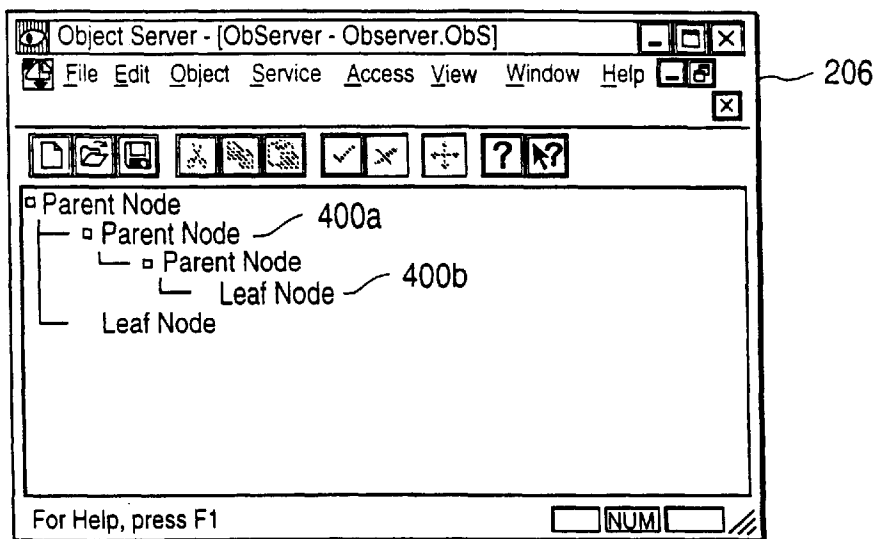 Object Server - [ObServer - Observer.ObS]
File Edit Object Service Access View Window Help
206
? ?
Parent Node
400a
Parent Node
Parent Node
400b
Leaf Node
Leaf Node
For Help, press F1
NUM